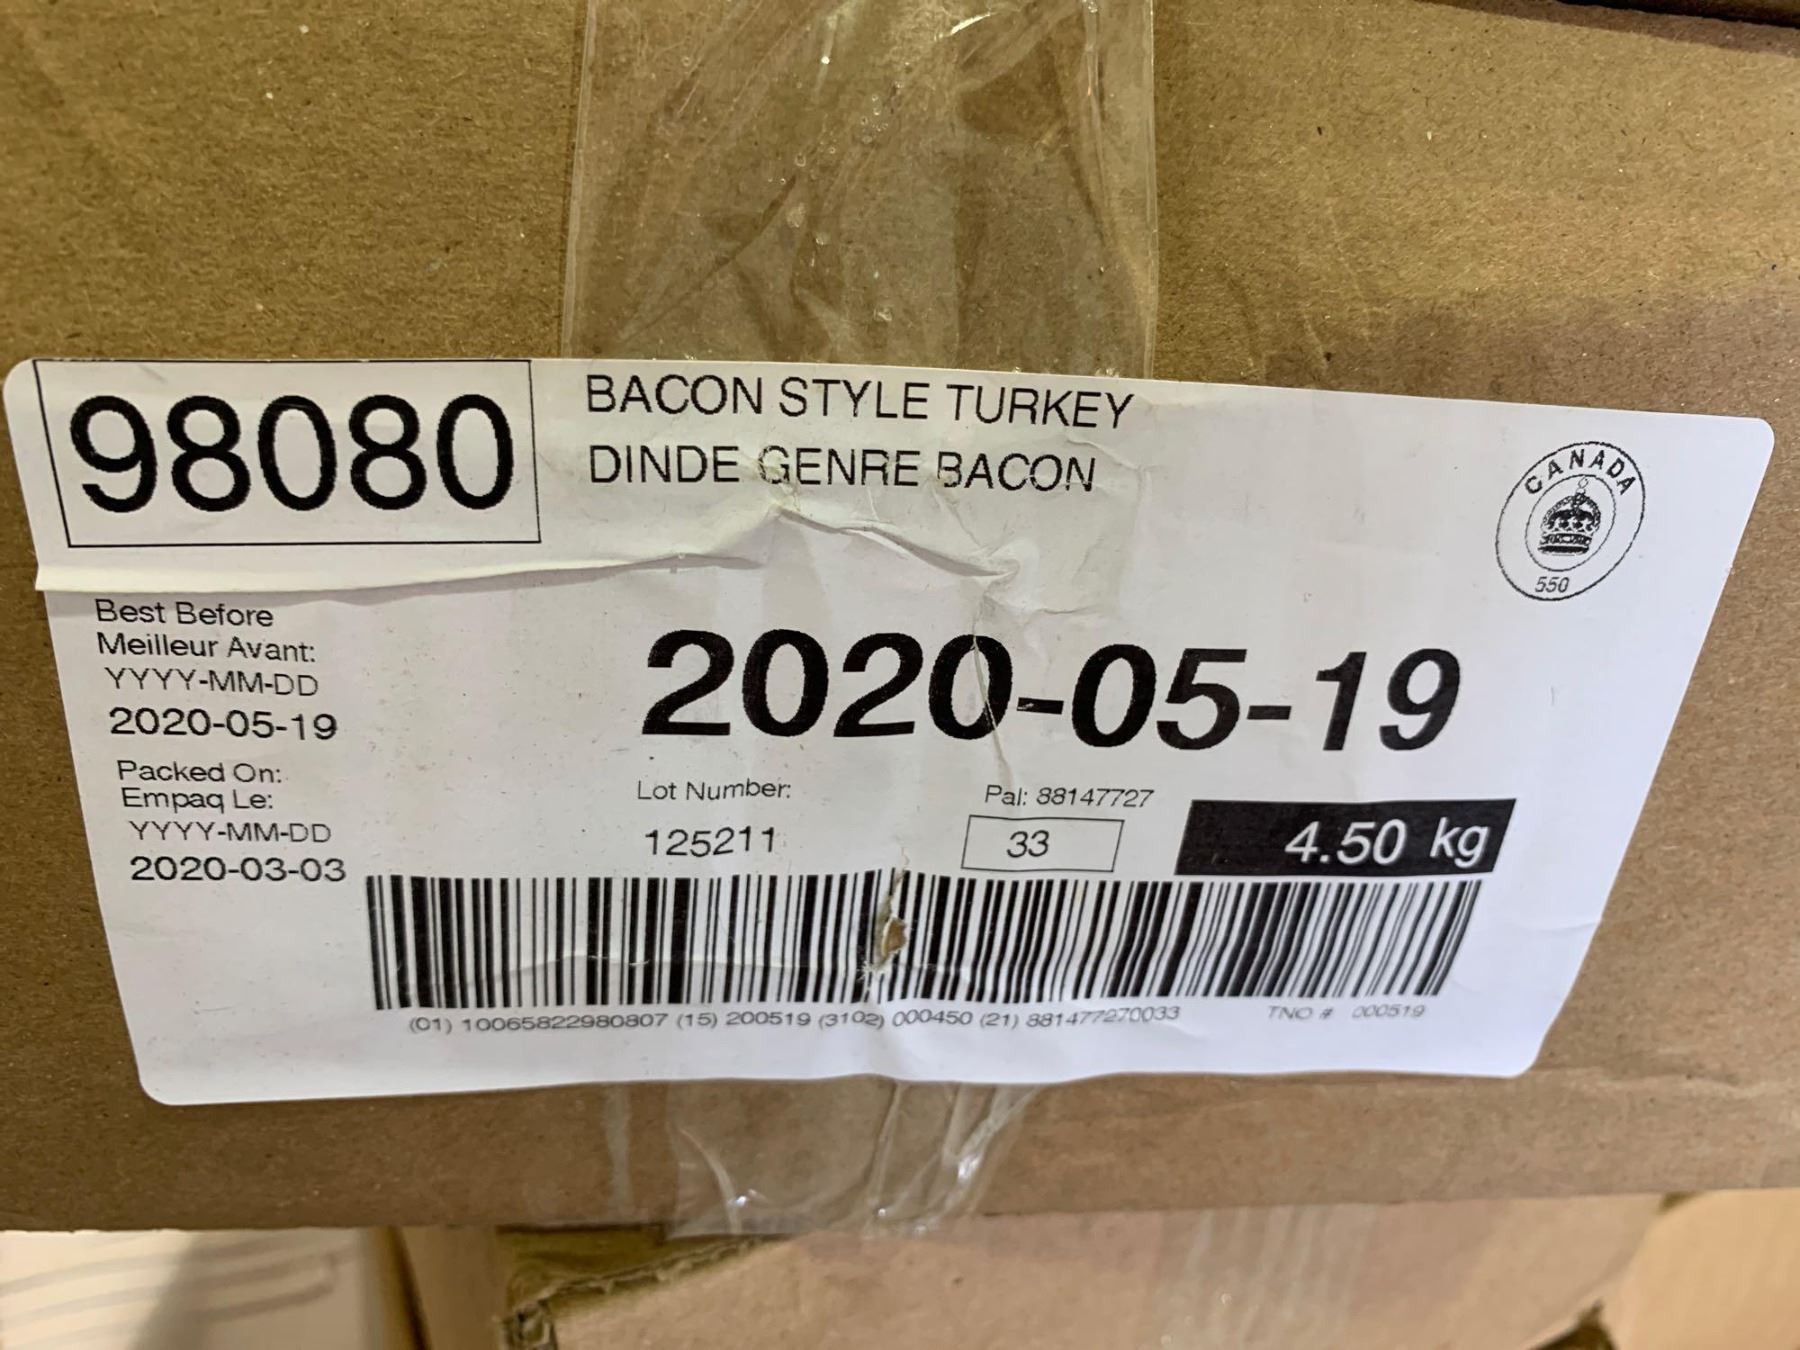 98080
BACON STYLE TURKEY
DINDE GENRE BACON
CANADA
550
Best Before
Meilleur Avant:
YYYY-MM-DD
2020-05-19
2020-05-19
Packed On:
Empaq Le:
YYYY-MM-DD
2020-03-03
Lot Number:
125211
Pal: 88147727
33
4.50 kg
(01) 10065822980807 (15) 200519 (3102) 000450 (21) 881477270033
TNO # 000519